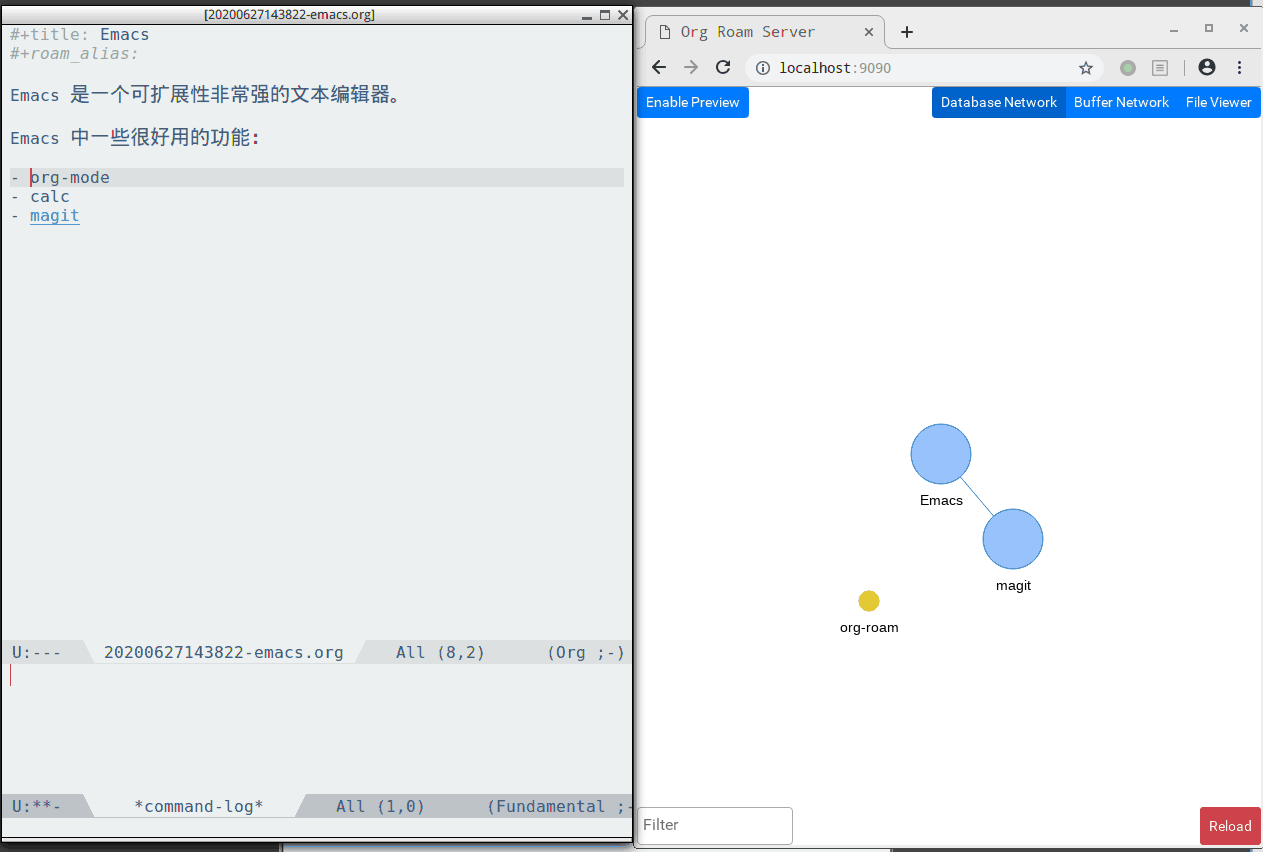 [20200627143822-emacs.org]
#+title: Emacs
#+roam_alias:
Emacs 是一个可扩展性非常强的文本编辑器。
Emacs 中一些很好用的功能:
- org-mode
- calc
- magit
U:--- 20200627143822-emacs.org All (8,2) (Org ;-)
U:**- *command-log* All (1,0) (Fundamental ;-
Org Roam Server
localhost:9090
Enable Preview Database Network Buffer Network File Viewer
Emacs
magit
org-roam
Filter
Reload